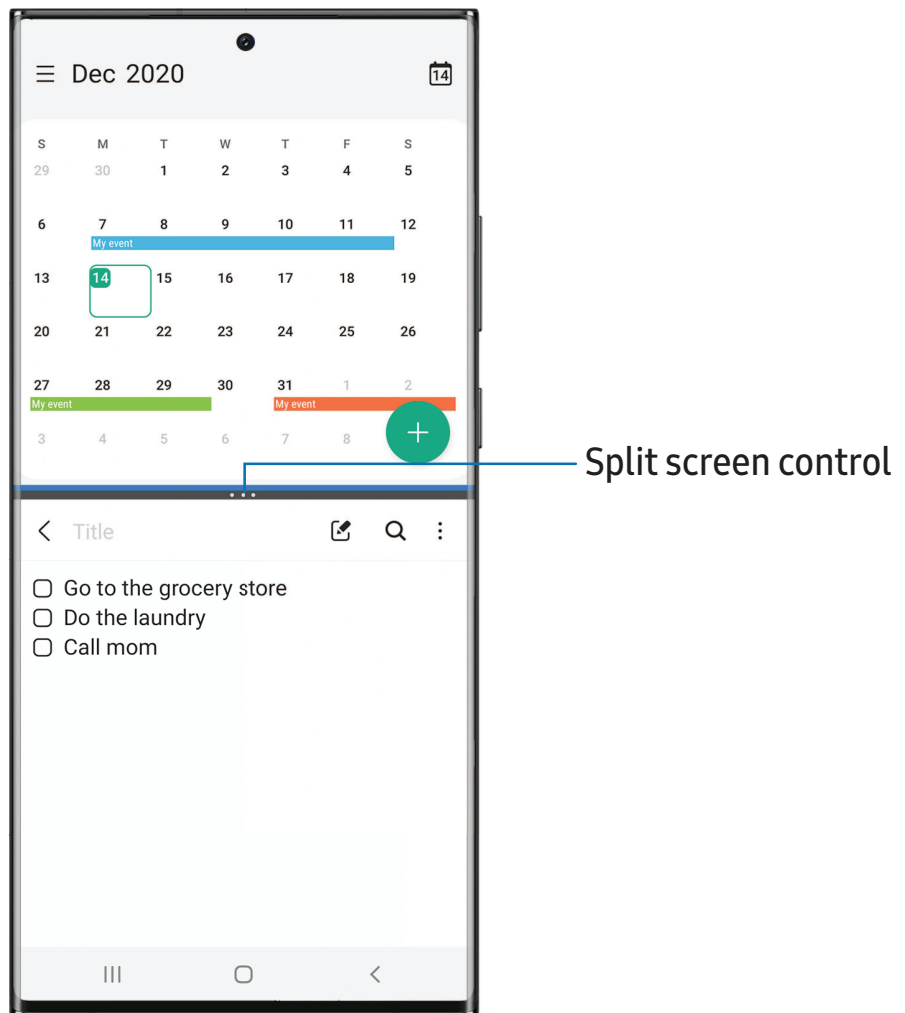 Dec 2020
14
S M T W T F S
29 30 1 2 3 4 5
6 7 8 9 10 11 12
My event
13 14 15 16 17 18 19
20 21 22 23 24 25 26
27 28 29 30 31 1 2
My event My event
3 4 5 6 7 8
Split screen control
Title
Go to the grocery store
Do the laundry
Call mom